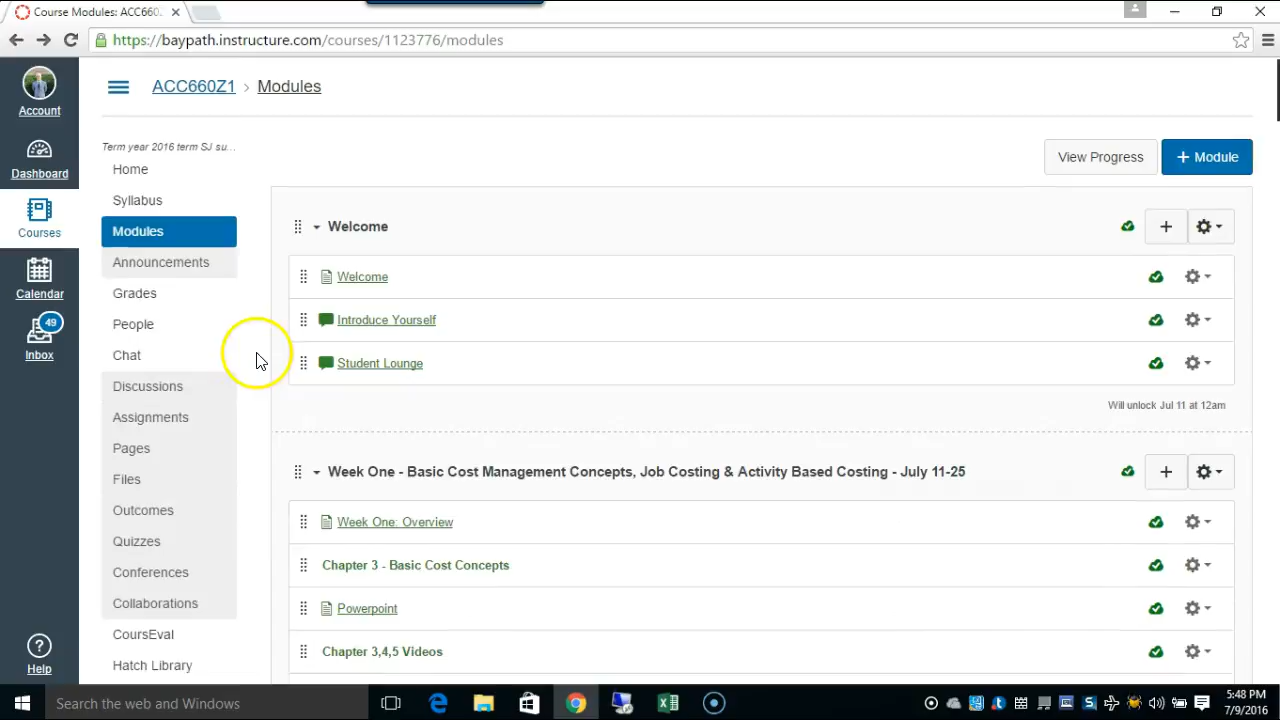 Course Modules: ACC660Z
https://baypath.instructure.com/courses/1123776/modules
Account
Dashboard
Courses
Calendar
49
Inbox
Help
ACC660Z1 › Modules
Term year 2016 term SJ su...
Home
Syllabus
Modules
Announcements
Grades
People
Chat
Discussions
Assignments
Pages
Files
Outcomes
Quizzes
Conferences
Collaborations
CoursEval
Hatch Library
View Progress
+ Module
Welcome
Welcome
Introduce Yourself
Student Lounge
Will unlock Jul 11 at 12am
Week One - Basic Cost Management Concepts, Job Costing & Activity Based Costing - July 11-25
Week One: Overview
Chapter 3 - Basic Cost Concepts
Powerpoint
Chapter 3,4,5 Videos
Search the web and Windows
5:48 PM
7/9/2016